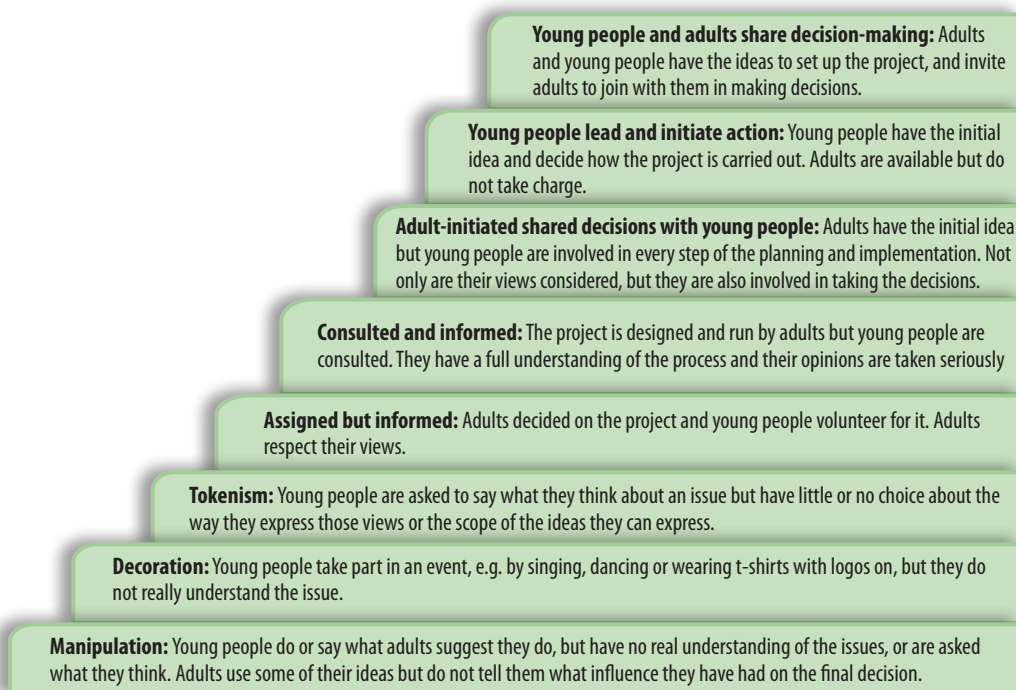 Young people and adults share decision-making: Adults
and young people have the ideas to set up the project, and invite
adults to join with them in making decisions.
Young people lead and initiate action: Young people have the initial
idea and decide how the project is carried out. Adults are available but do
not take charge.
Adult-initiated shared decisions with young people: Adults have the initial idea
but young people are involved in every step of the planning and implementation. Not
only are their views considered, but they are also involved in taking the decisions.
Consulted and informed: The project is designed and run by adults but young people are
consulted. They have a full understanding of the process and their opinions are taken seriously
Assigned but informed: Adults decided on the project and young people volunteer for it. Adults
respect their views.
Tokenism: Young people are asked to say what they think about an issue but have little or no choice about the
way they express those views or the scope of the ideas they can express.
Decoration: Young people take part in an event, e.g. by singing, dancing or wearing t-shirts with logos on, but they do
not really understand the issue.
Manipulation: Young people do or say what adults suggest they do, but have no real understanding of the issues, or are asked
what they think. Adults use some of their ideas but do not tell them what influence they have had on the final decision.